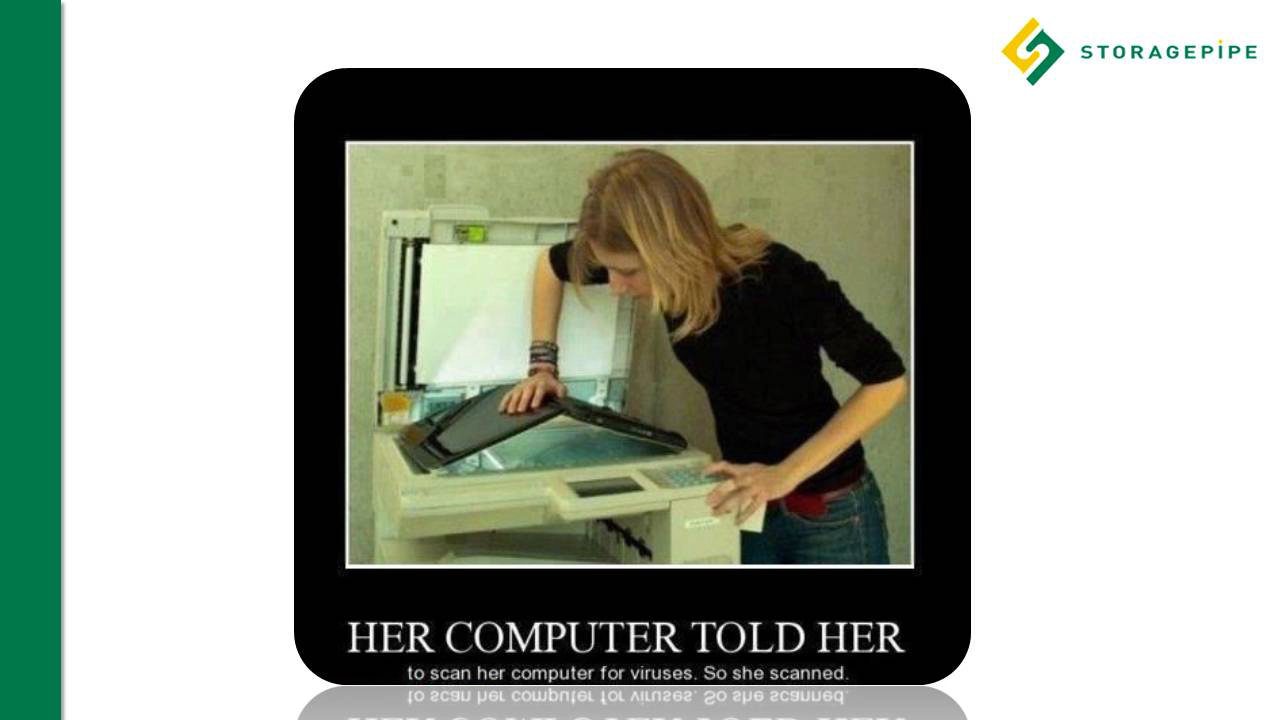 STORAGEPIPE
HER COMPUTER TOLD HER
to scan her computer for viruses. So she scanned.